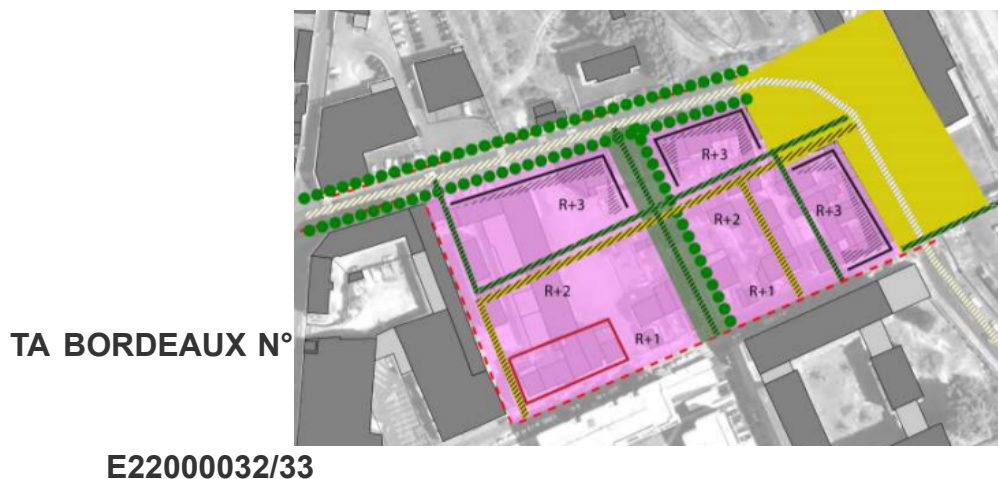 R+3
R+3
R+2
R+3
R+2
R+1
R+1
TA BORDEAUX N°
E22000032/33